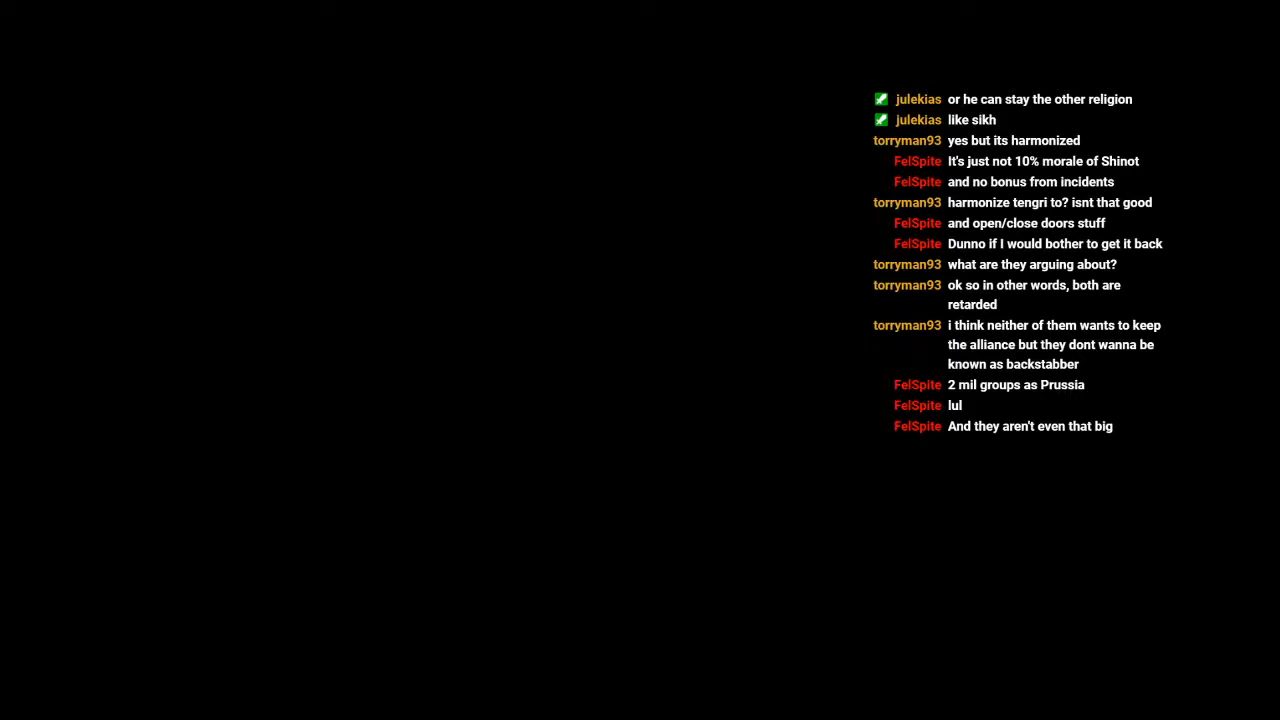 julekias or he can stay the other religion
julekias like sikh
torryman93 yes but its harmonized
FelSpite It's just not 10% morale of Shinot
FelSpite and no bonus from incidents
torryman93 harmonize tengri to? isnt that good
FelSpite and open/close doors stuff
FelSpite Dunno if I would bother to get it back
torryman93 what are they arguing about?
torryman93 ok so in other words, both are
retarded
torryman93 i think neither of them wants to keep
the alliance but they dont wanna be
known as backstabber
FelSpite 2 mil groups as Prussia
FelSpite lul
FelSpite And they aren't even that big